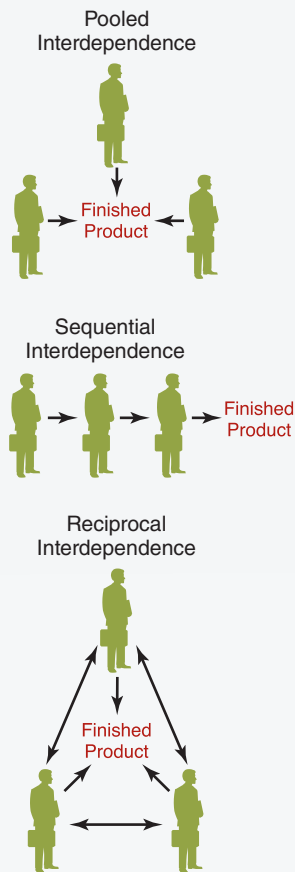 Pooled
Interdependence
Finished
Product
Sequential
Interdependence
Finished
Product
Reciprocal
Interdependence
Finished
Product